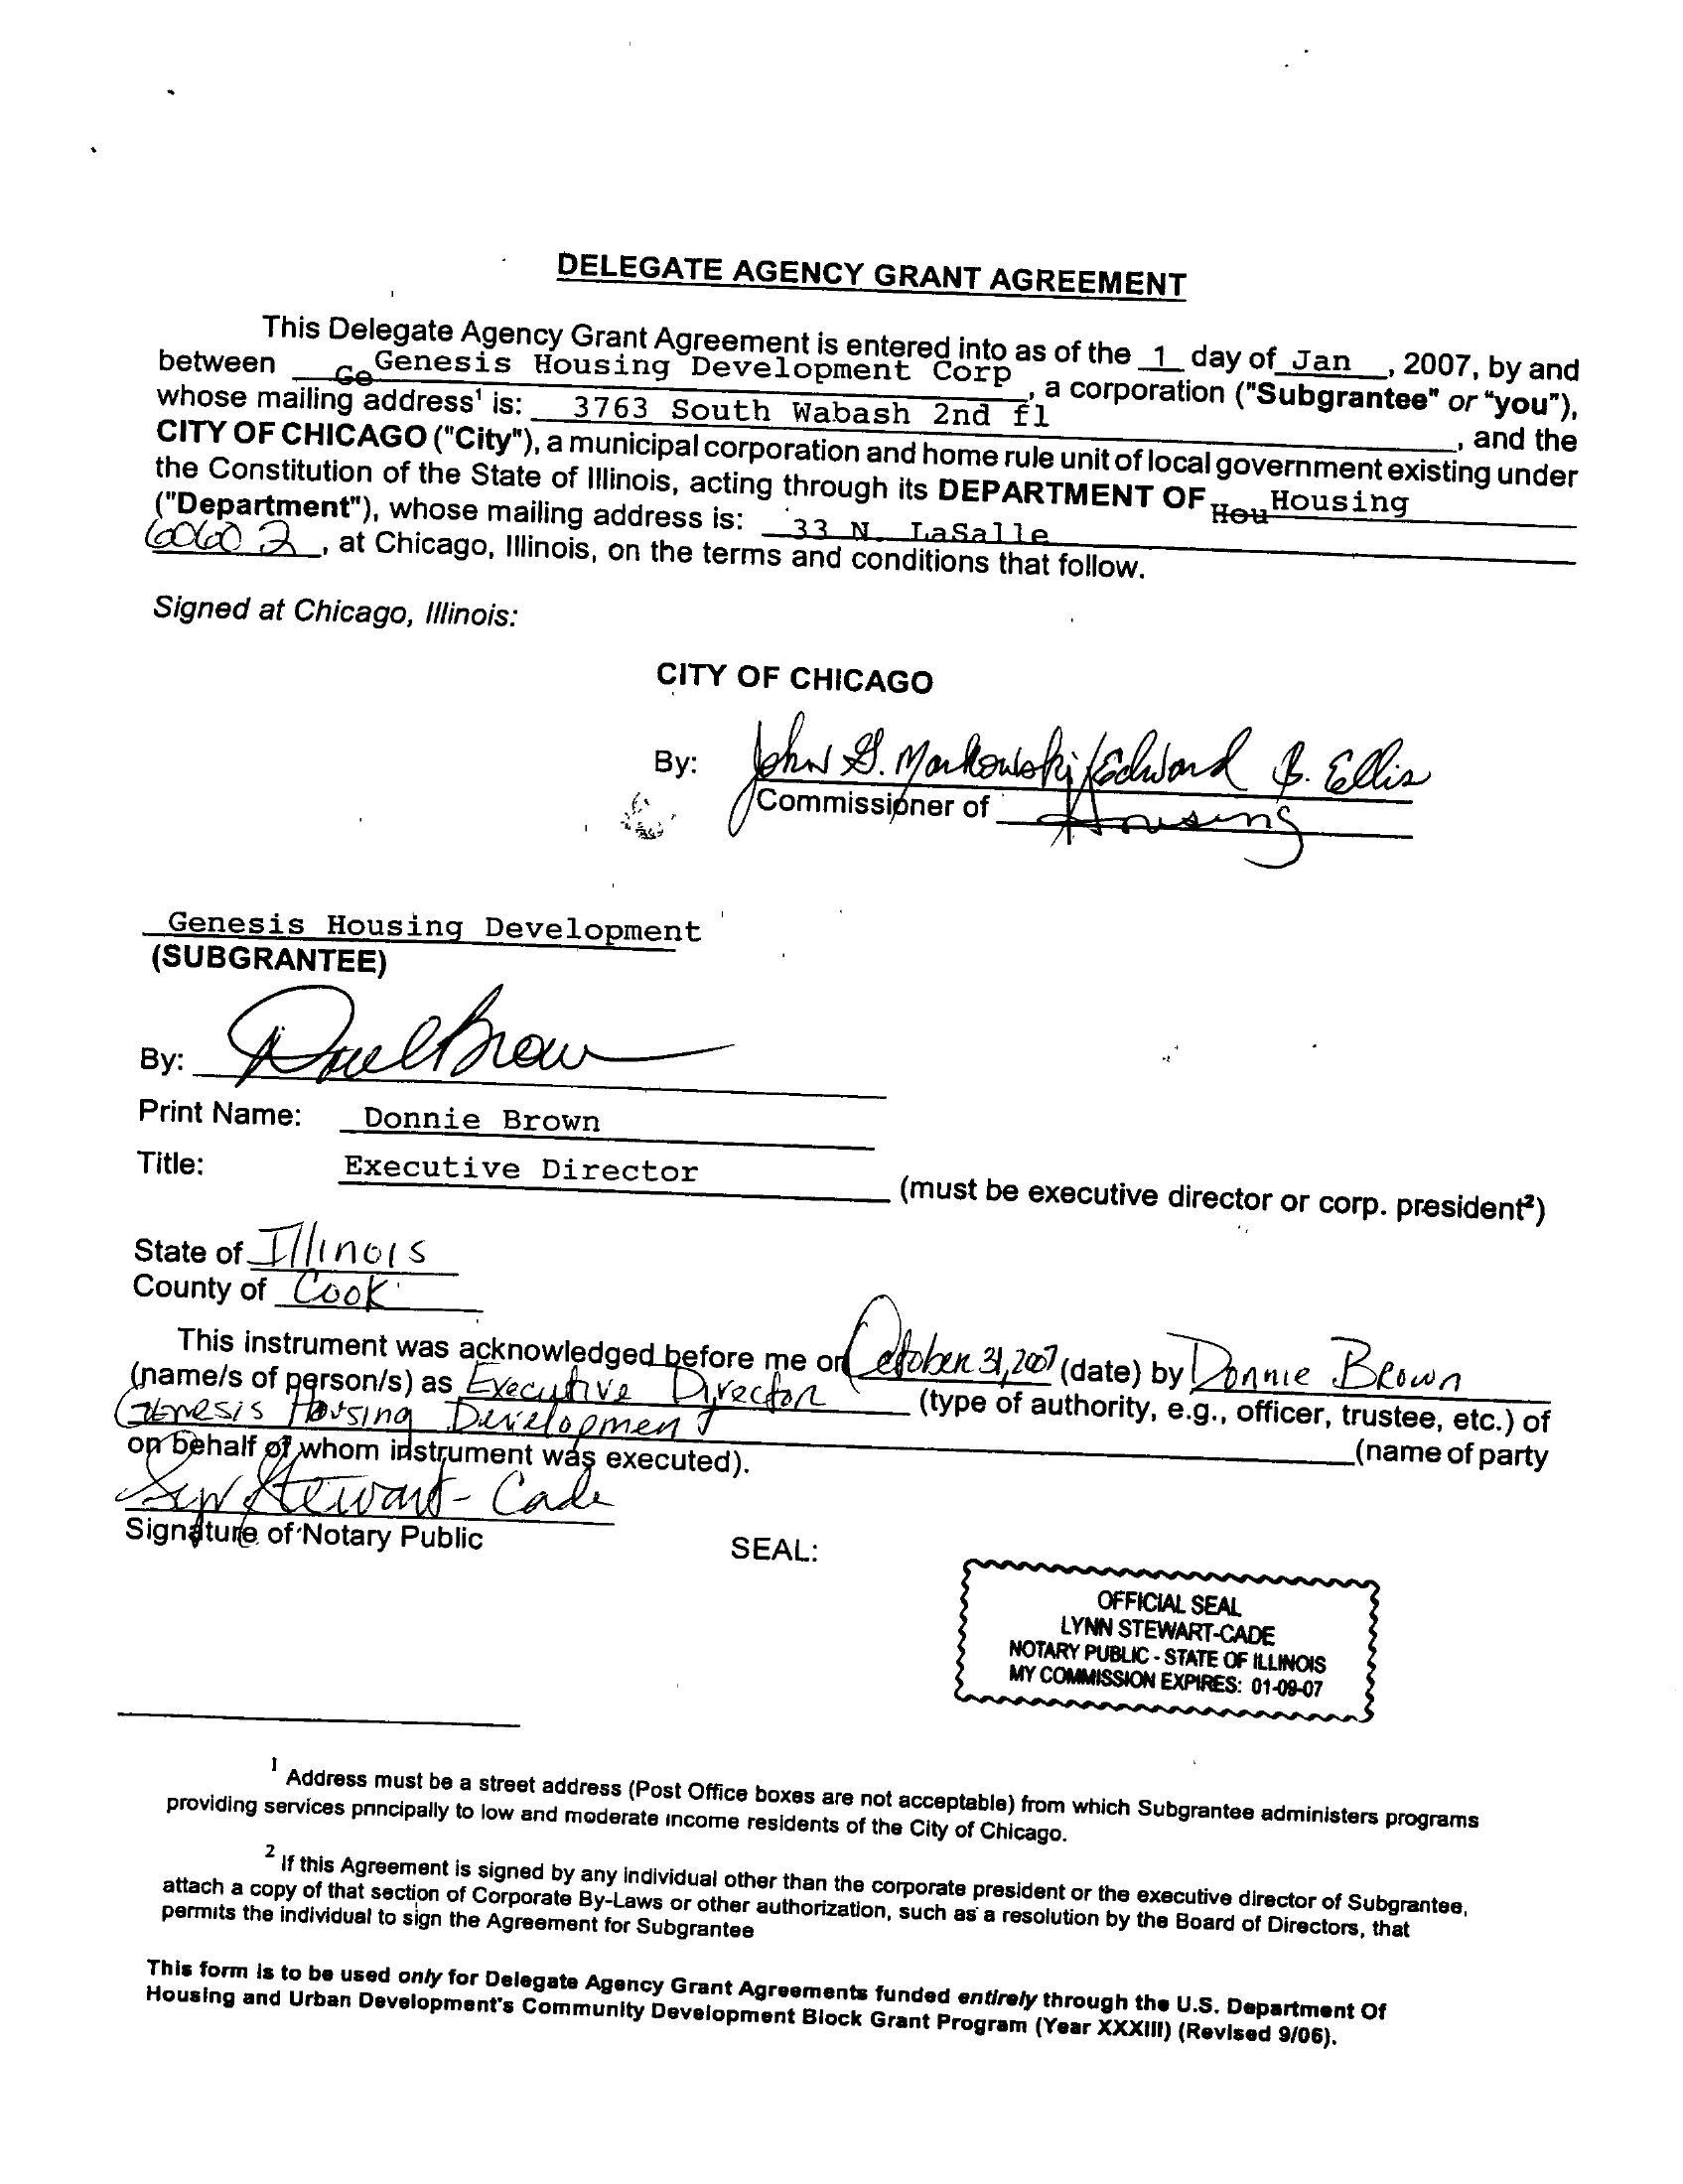 DELEGATE AGENCY GRANT AGREEMENT
This Delegate Agency Grant Agreement is entered into as of the 1 day of Jan, 2007, by and
between Ge Genesis Housing Development Corp, a corporation ("Subgrantee" or "you"),
whose mailing address¹ is: 3763 South Wabash 2nd fl, and the
CITY OF CHICAGO ("City"), a municipal corporation and home rule unit of local government existing under
the Constitution of the State of Illinois, acting through its DEPARTMENT OF Hou Housing
("Department"), whose mailing address is: 33 N. LaSalle
60602, at Chicago, Illinois, on the terms and conditions that follow.
Signed at Chicago, Illinois:
CITY OF CHICAGO
By: John G. Markowski/Edward B. Ellis
Commissioner of Housing
Genesis Housing Development
(SUBGRANTEE)
By: Brown
Print Name: Donnie Brown
Title: Executive Director (must be executive director or corp. president²)
State of Illinois
County of Cook
This instrument was acknowledged before me on October 31, 2007 (date) by Donnie Brown
(name/s of person/s) as Executive Director (type of authority, e.g., officer, trustee, etc.) of
Genesis Housing Development (name of party
on behalf of whom instrument was executed).
Stewart-Cade
Signature of Notary Public
SEAL:
OFFICIAL SEAL
LYNN STEWART-CADE
NOTARY PUBLIC - STATE OF ILLINOIS
MY COMMISSION EXPIRES: 01-09-07
¹ Address must be a street address (Post Office boxes are not acceptable) from which Subgrantee administers programs
providing services principally to low and moderate income residents of the City of Chicago.
² If this Agreement is signed by any individual other than the corporate president or the executive director of Subgrantee,
attach a copy of that section of Corporate By-Laws or other authorization, such as a resolution by the Board of Directors, that
permits the individual to sign the Agreement for Subgrantee
This form is to be used only for Delegate Agency Grant Agreements funded entirely through the U.S. Department Of
Housing and Urban Development's Community Development Block Grant Program (Year XXXIII) (Revised 9/06).